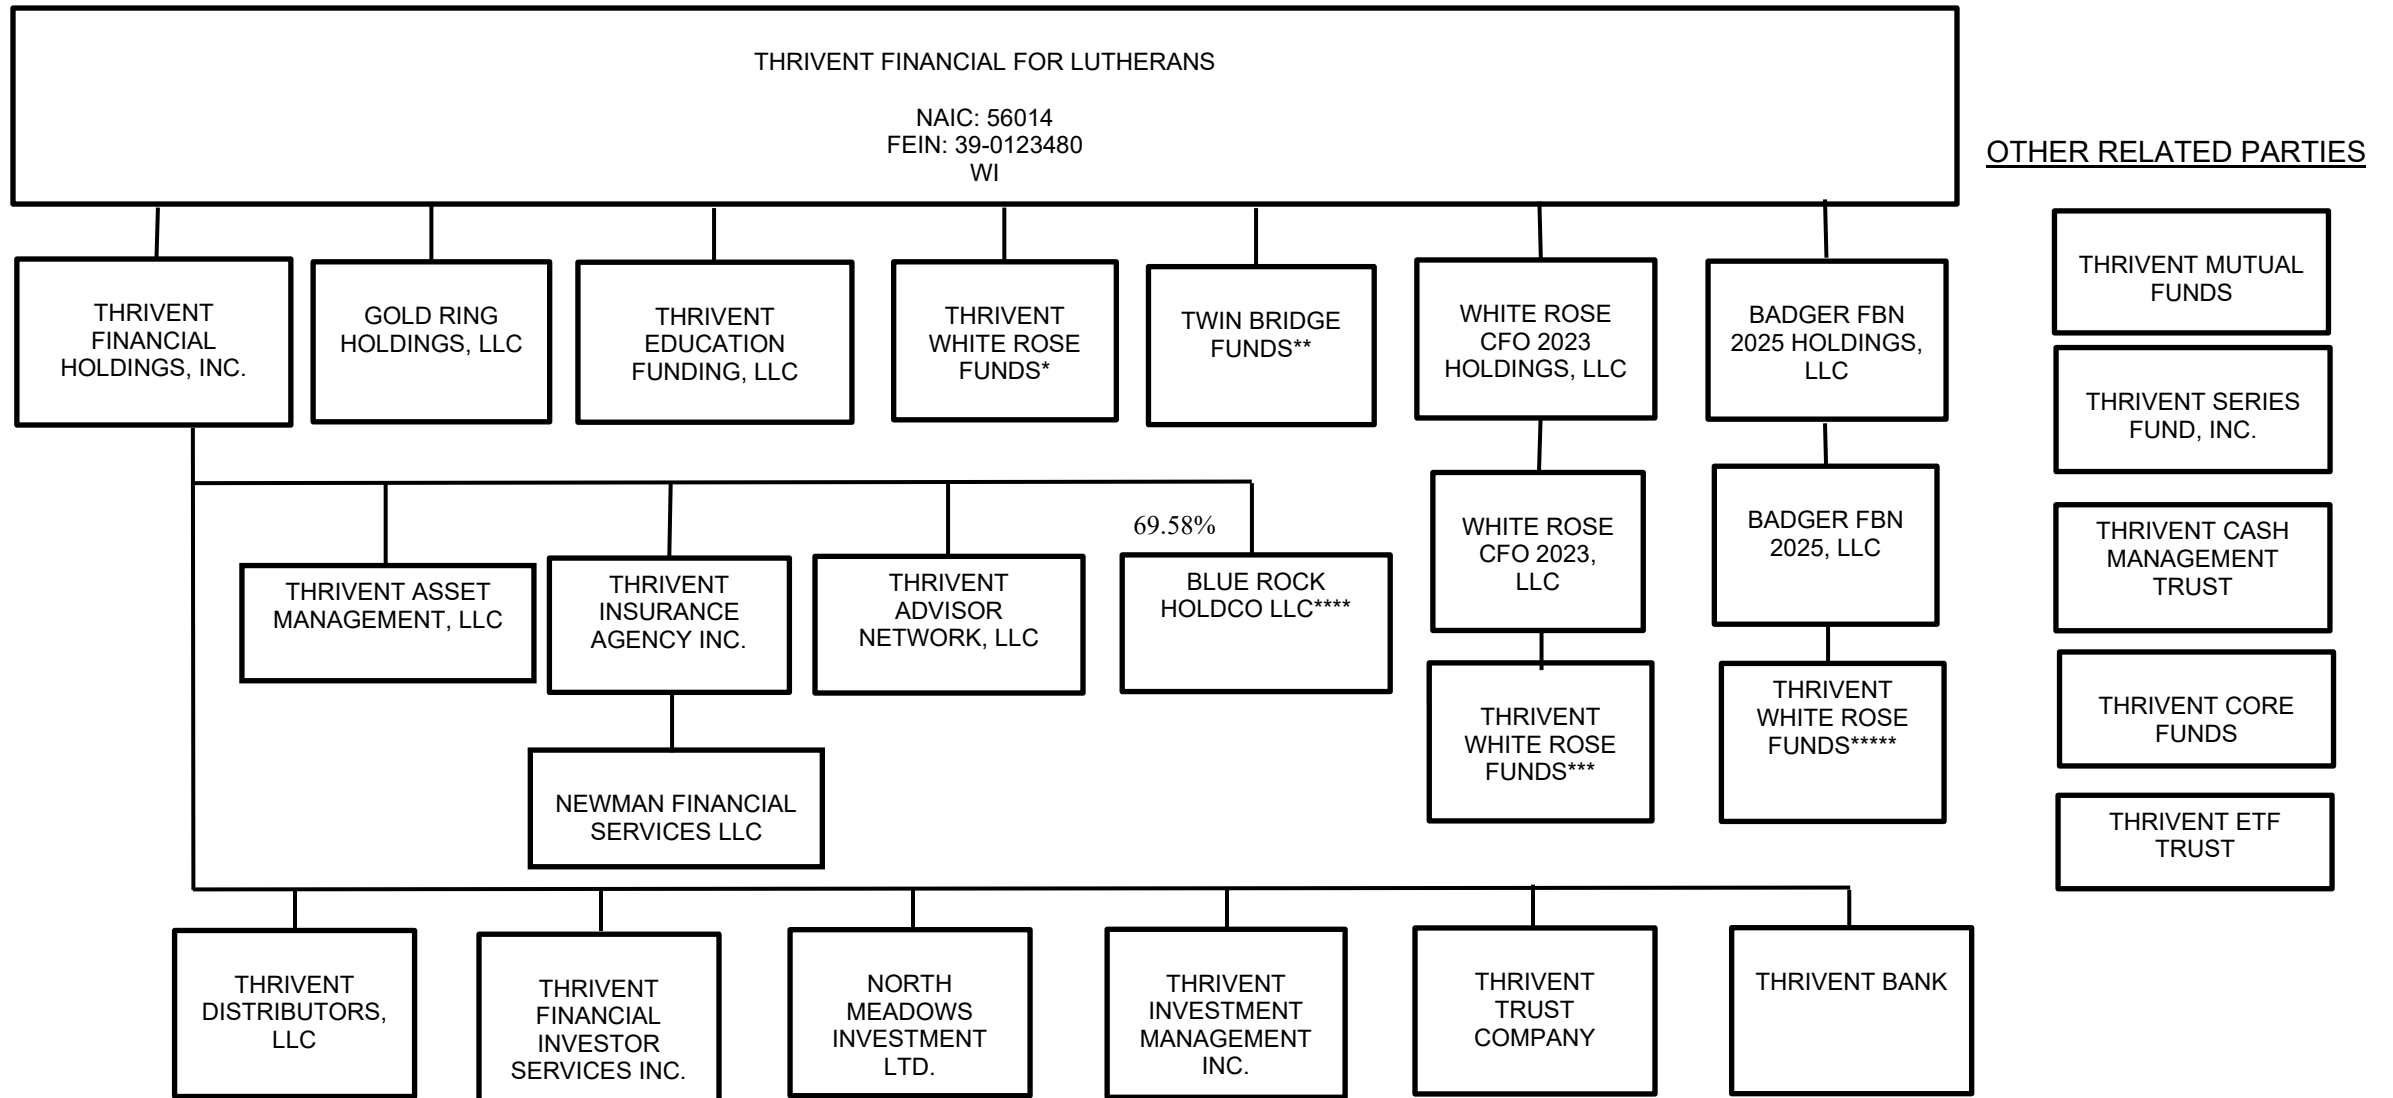 THRIVENT FINANCIAL FOR LUTHERANS
NAIC: 56014
FEIN: 39-0123480
WI
OTHER RELATED PARTIES
THRIVENT
FINANCIAL
HOLDINGS, INC.
GOLD RING
HOLDINGS, LLC
THRIVENT
EDUCATION
FUNDING, LLC
THRIVENT
WHITE ROSE
FUNDS*
TWIN BRIDGE
FUNDS**
WHITE ROSE
CFO 2023
HOLDINGS, LLC
BADGER FBN
2025 HOLDINGS,
LLC
THRIVENT MUTUAL
FUNDS
THRIVENT SERIES
FUND, INC.
69.58%
THRIVENT ASSET
MANAGEMENT, LLC
THRIVENT
INSURANCE
AGENCY INC.
THRIVENT
ADVISOR
NETWORK, LLC
BLUE ROCK
HOLDCO LLC****
WHITE ROSE
CFO 2023,
LLC
BADGER FBN
2025, LLC
THRIVENT CASH
MANAGEMENT
TRUST
NEWMAN FINANCIAL
SERVICES LLC
THRIVENT
WHITE ROSE
FUNDS***
THRIVENT
WHITE ROSE
FUNDS*****
THRIVENT CORE
FUNDS
THRIVENT ETF
TRUST
THRIVENT
DISTRIBUTORS,
LLC
THRIVENT
FINANCIAL
INVESTOR
SERVICES INC.
NORTH
MEADOWS
INVESTMENT
LTD.
THRIVENT
INVESTMENT
MANAGEMENT
INC.
THRIVENT
TRUST
COMPANY
THRIVENT BANK